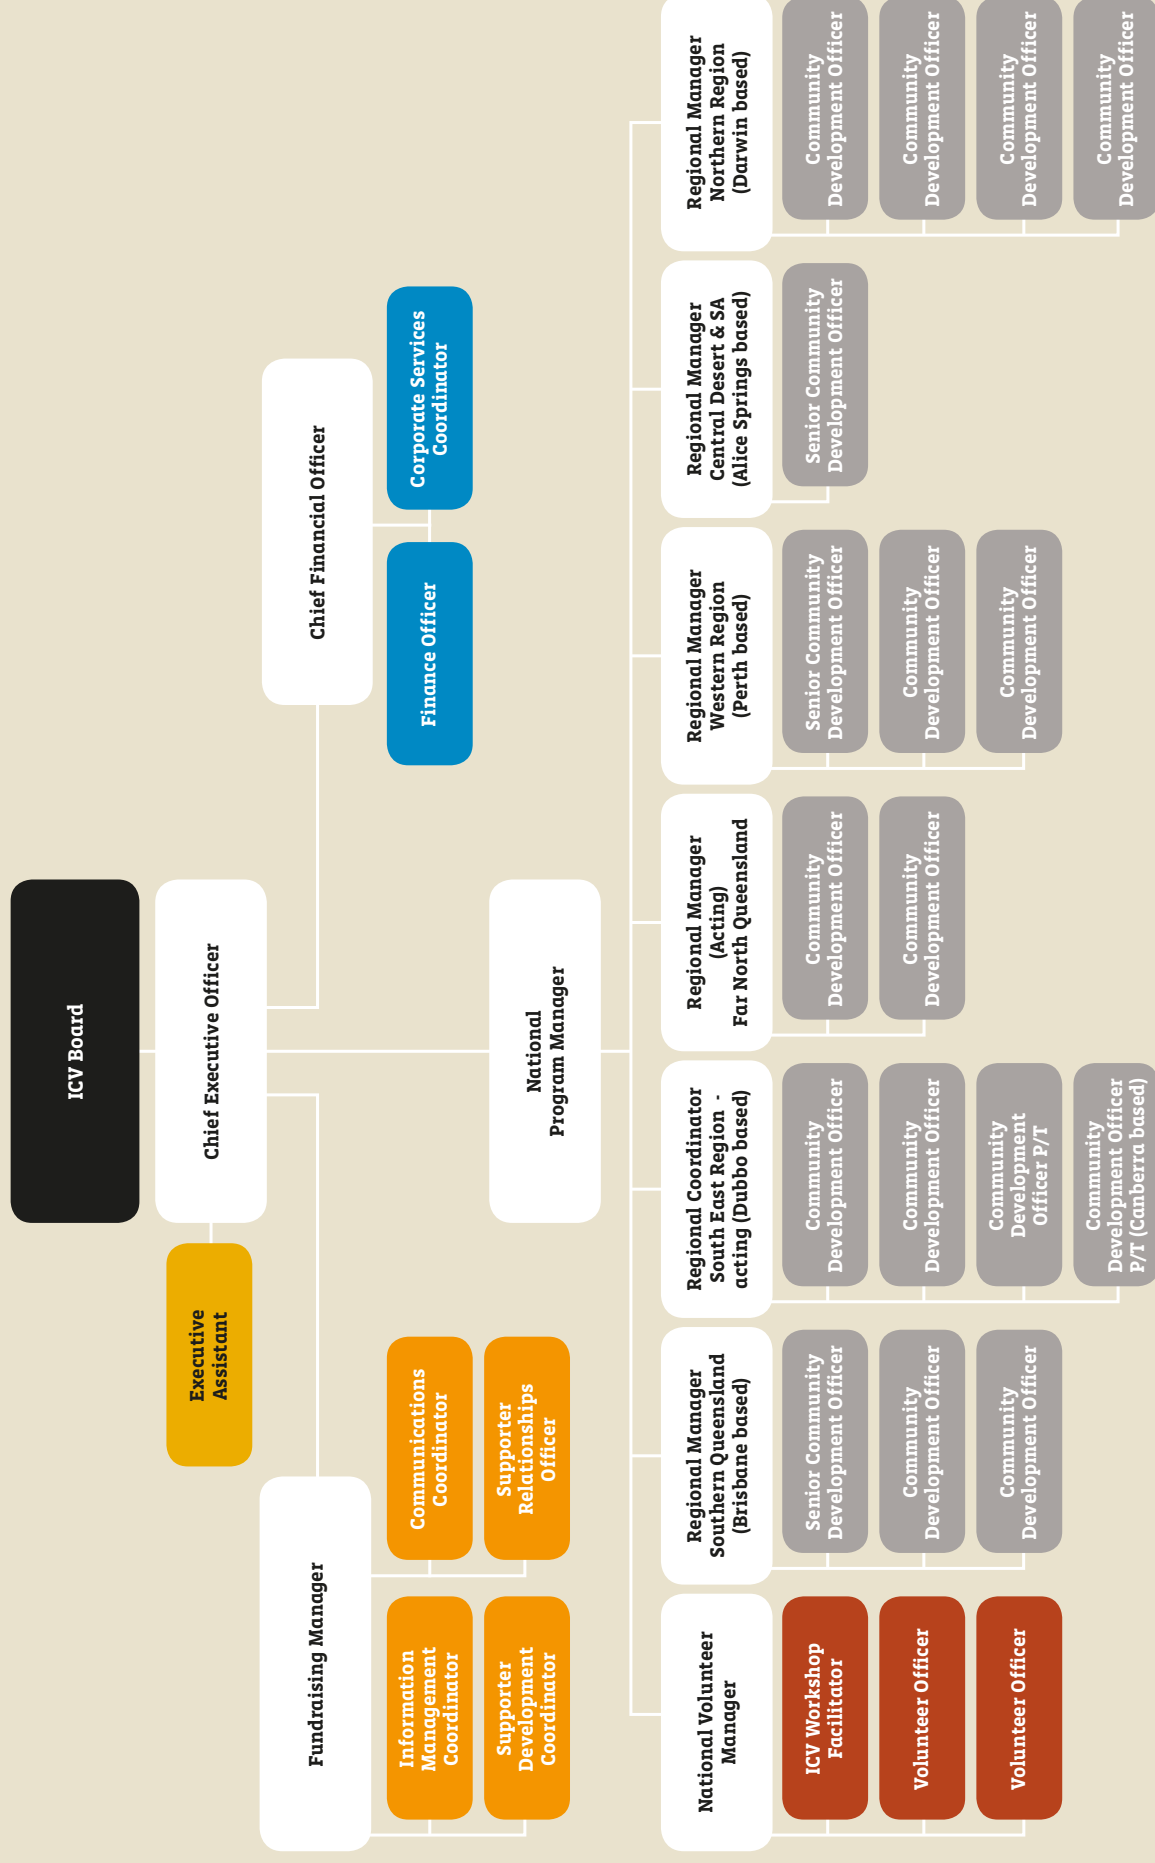 ICV Board
Chief Executive Officer
Executive
Assistant
Fundraising Manager
Chief Financial Officer
Information
Management
Coordinator
Communications
Coordinator
Supporter
Development
Coordinator
Supporter
Relationships
Officer
Finance Officer
Corporate Services
Coordinator
National
Program Manager
National Volunteer
Manager
ICV Workshop
Facilitator
Volunteer Officer
Volunteer Officer
Regional Manager
Southern Queensland
(Brisbane based)
Senior Community
Development Officer
Community
Development Officer
Community
Development Officer
Regional Coordinator
South East Region -
acting (Dubbo based)
Community
Development Officer
Community
Development Officer
Community
Development
Officer P/T
Community
Development Officer
P/T (Canberra based)
Regional Manager
(Acting)
Far North Queensland
Community
Development Officer
Community
Development Officer
Regional Manager
Western Region
(Perth based)
Senior Community
Development Officer
Community
Development Officer
Community
Development Officer
Regional Manager
Central Desert & SA
(Alice Springs based)
Senior Community
Development Officer
Regional Manager
Northern Region
(Darwin based)
Community
Development Officer
Community
Development Officer
Community
Development Officer
Community
Development Officer